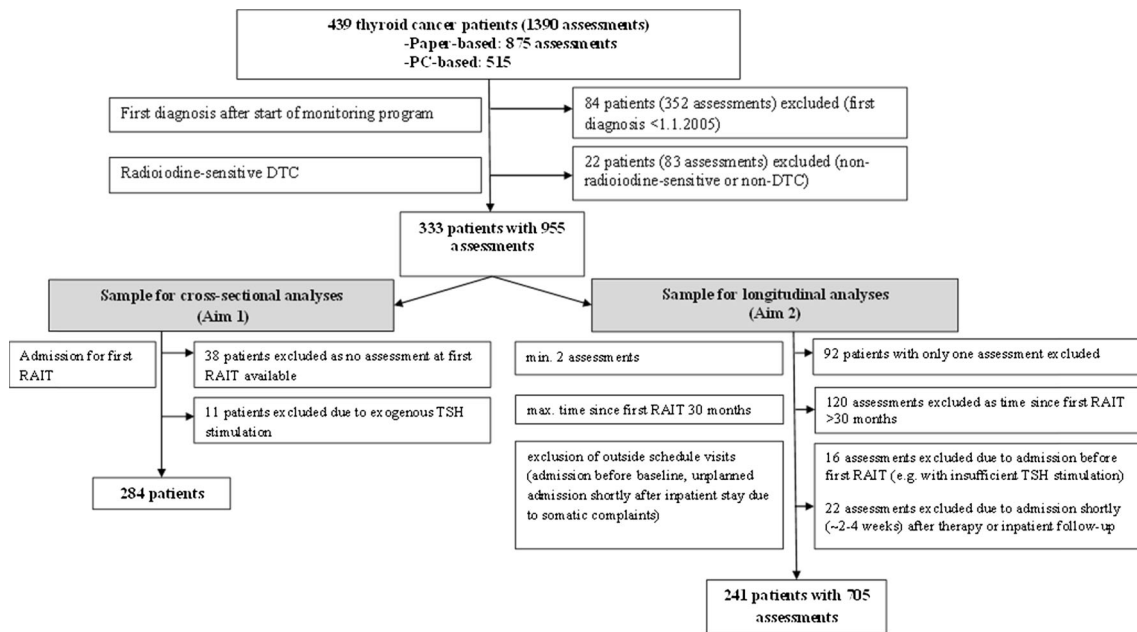 439 thyroid cancer patients (1390 assessments)
-Paper-based: 875 assessments
-PC-based: 515
First diagnosis after start of monitoring program
84 patients (352 assessments) excluded (first
diagnosis <1.1.2005)
Radioiodine-sensitive DTC
22 patients (83 assessments) excluded (non-
radioiodine-sensitive or non-DTC)
333 patients with 955
assessments
Sample for cross-sectional analyses
(Aim 1)
Admission for first
RAIT
38 patients excluded as no assessment at first
RAIT available
11 patients excluded due to exogenous TSH
stimulation
284 patients
Sample for longitudinal analyses
(Aim 2)
min. 2 assessments
92 patients with only one assessment excluded
max. time since first RAIT 30 months
120 assessments excluded as time since first RAIT
>30 months
exclusion of outside schedule visits
(admission before baseline, unplanned
admission shortly after inpatient stay due
to somatic complaints)
16 assessments excluded due to admission before
first RAIT (e.g. with insufficient TSH stimulation)
22 assessments excluded due to admission shortly
(~2-4 weeks) after therapy or inpatient follow-up
241 patients with 705
assessments